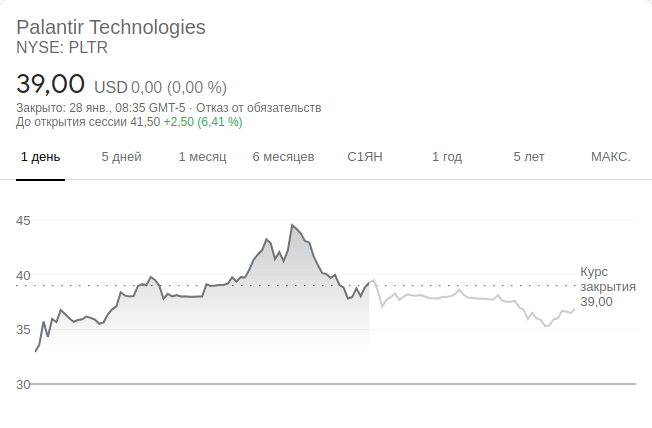 Palantir Technologies
NYSE: PLTR
39,00 USD 0,00 (0,00 %)
Закрыто: 28 янв., 08:35 GMT-5 · Отказ от обязательств
До открытия сессии 41,50 +2,50 (6,41 %)
1 день 5 дней 1 месяц 6 месяцев С1ЯН 1 год 5 лет МАКС.
45
40
35
30
Курс
закрытия
39,00